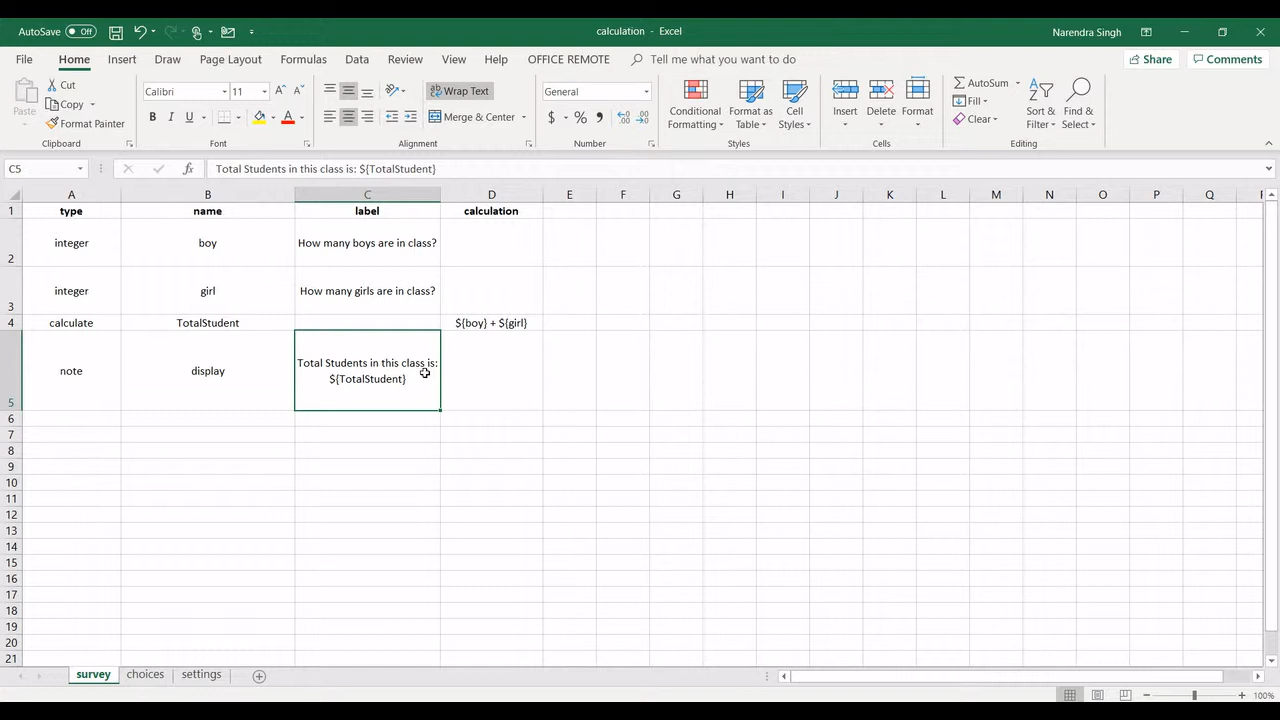 AutoSave Off
calculation - Excel
Narendra Singh
File Home Insert Draw Page Layout Formulas Data Review View Help OFFICE REMOTE Tell me what you want to do
Share Comments
Paste
Cut
Copy
Format Painter
Clipboard
Calibri 11
B I U A
Font
Wrap Text
Merge & Center
Alignment
General
$ % ,
Number
Conditional Formatting
Format as Table
Cell Styles
Styles
Insert Delete Format
Cells
AutoSum
Fill
Clear
Sort & Filter
Find & Select
Editing
C5 fx Total Students in this class is: ${TotalStudent}
A B C D E F G H I J K L M N O P Q
1 type name label calculation
2 integer boy How many boys are in class?
3 integer girl How many girls are in class?
4 calculate TotalStudent ${boy} + ${girl}
5 note display Total Students in this class is:
${TotalStudent}
6
7
8
9
10
11
12
13
14
15
16
17
18
19
20
21
survey choices settings
100%